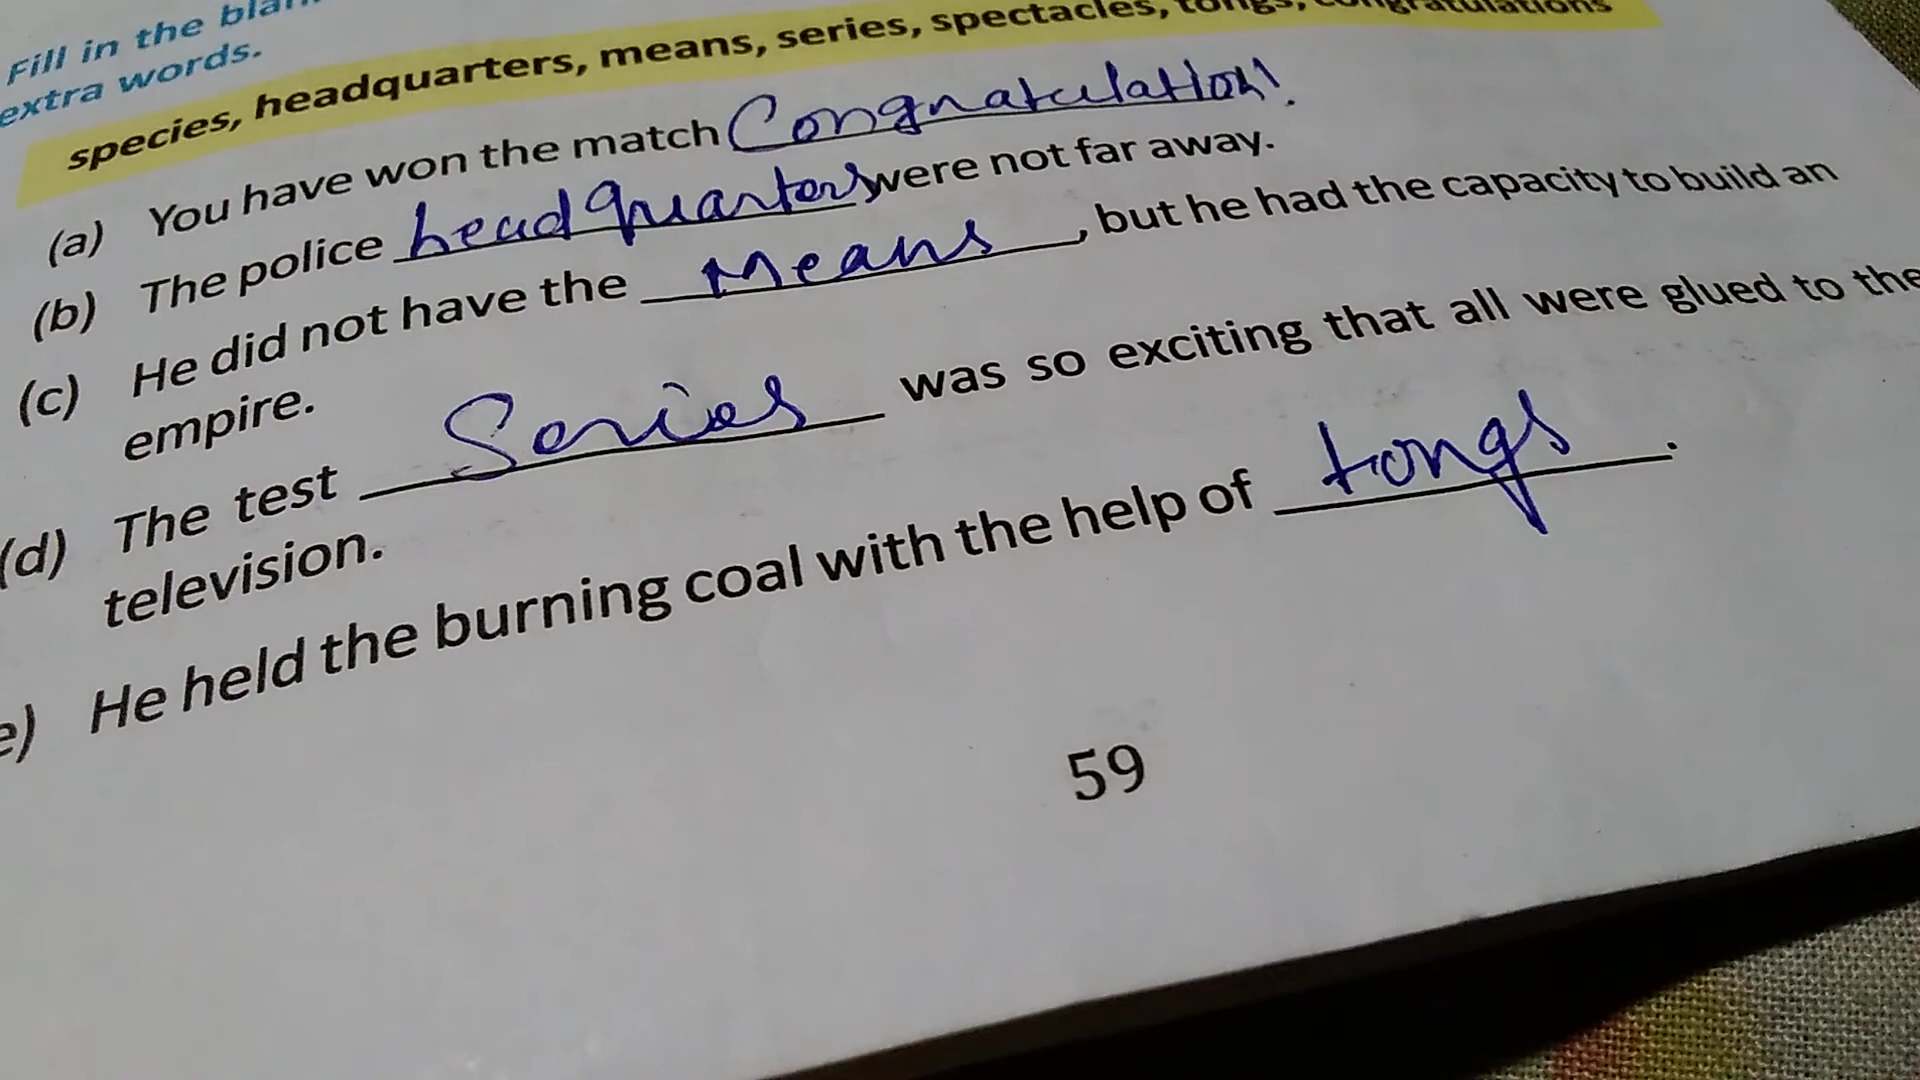 Fill in the
extra words.
species, headquarters, means, series, spectacles, tongs, congratulations
(a) You have won the match Congratulation!.
(b) The police headquarters were not far away.
(c) He did not have the Means, but he had the capacity to build an
empire.
(d) The test Series was so exciting that all were glued to the
television.
e) He held the burning coal with the help of tongs.
59